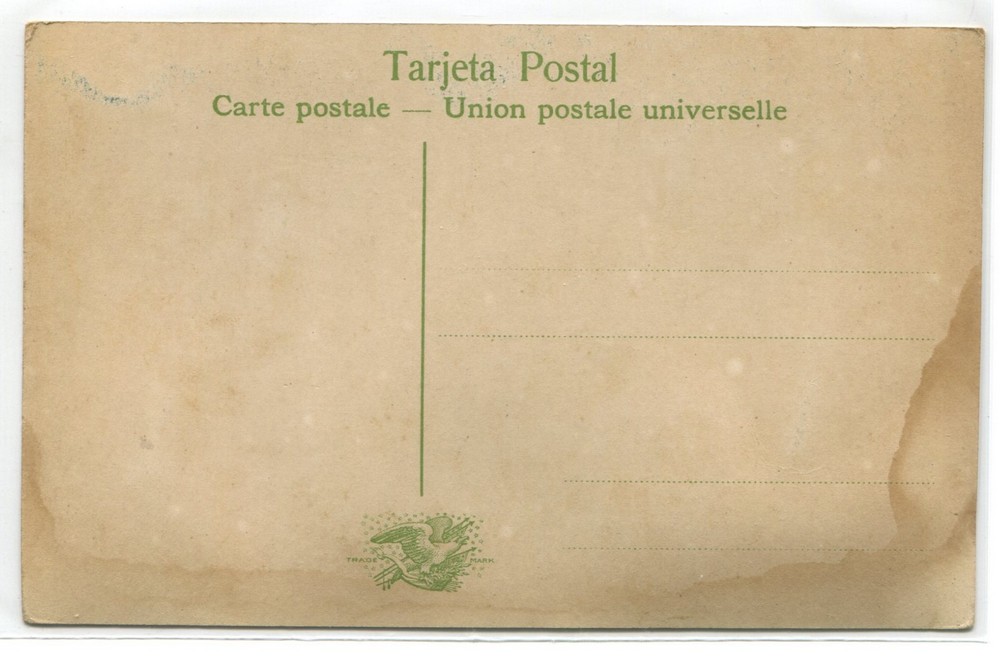 Tarjeta Postal
Carte postale — Union postale universelle
TRADE MARK